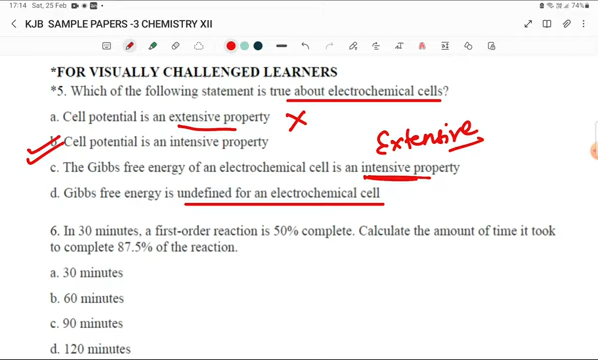 17:14 Sat, 25 Feb
74%
KJB SAMPLE PAPERS -3 CHEMISTRY XII
*FOR VISUALLY CHALLENGED LEARNERS
*5. Which of the following statement is true about electrochemical cells?
a. Cell potential is an extensive property
b. Cell potential is an intensive property
Extensive
c. The Gibbs free energy of an electrochemical cell is an intensive property
d. Gibbs free energy is undefined for an electrochemical cell
6. In 30 minutes, a first-order reaction is 50% complete. Calculate the amount of time it took
to complete 87.5% of the reaction.
a. 30 minutes
b. 60 minutes
c. 90 minutes
d. 120 minutes